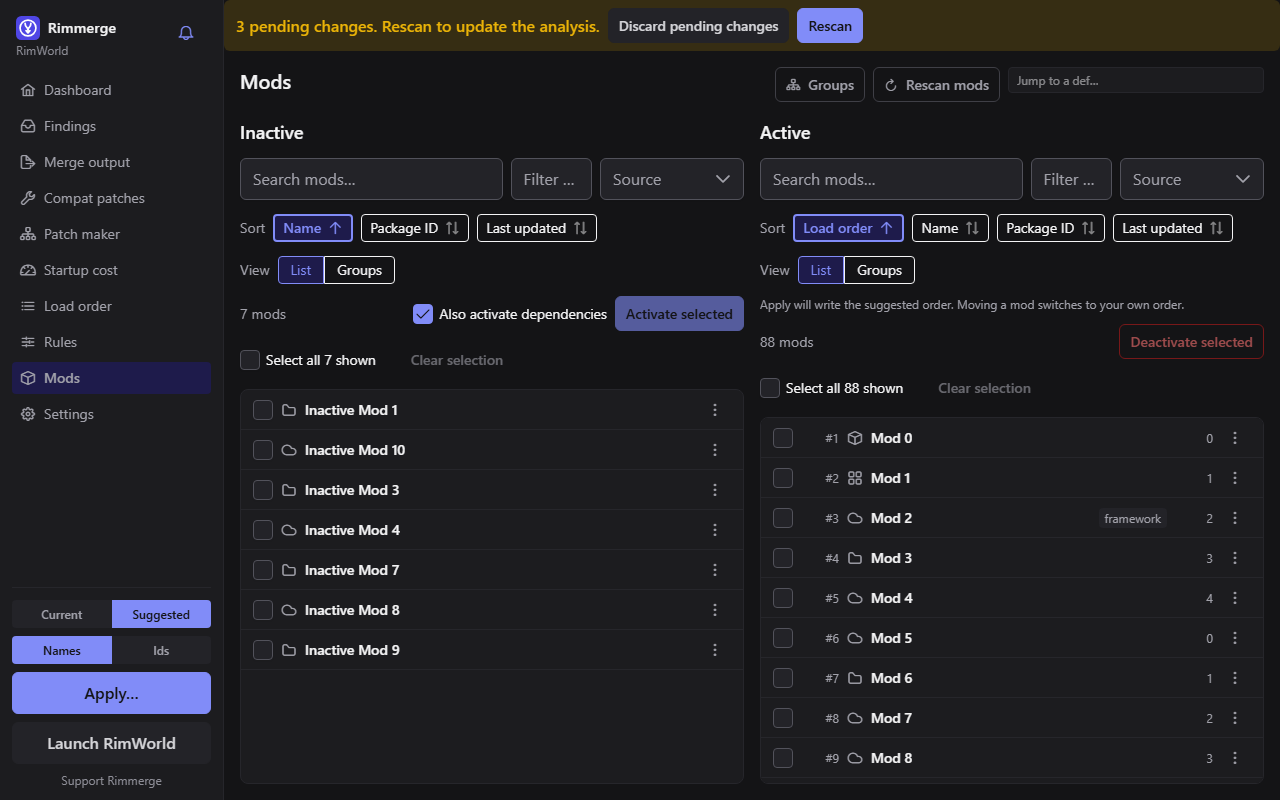 Rimmerge
RimWorld
Dashboard
Findings
Merge output
Compat patches
Patch maker
Startup cost
Load order
Rules
Mods
Settings
Current Suggested
Names Ids
Apply...
Launch RimWorld
Support Rimmerge
3 pending changes. Rescan to update the analysis. Discard pending changes Rescan
Mods
Groups Rescan mods Jump to a def...
Inactive
Search mods... Filter ... Source
Sort Name Package ID Last updated
View List Groups
7 mods Also activate dependencies Activate selected
Select all 7 shown Clear selection
Inactive Mod 1
Inactive Mod 10
Inactive Mod 3
Inactive Mod 4
Inactive Mod 7
Inactive Mod 8
Inactive Mod 9
Active
Search mods... Filter ... Source
Sort Load order Name Package ID Last updated
View List Groups
Apply will write the suggested order. Moving a mod switches to your own order.
88 mods Deactivate selected
Select all 88 shown Clear selection
#1 Mod 0 0
#2 Mod 1 1
#3 Mod 2 framework 2
#4 Mod 3 3
#5 Mod 4 4
#6 Mod 5 0
#7 Mod 6 1
#8 Mod 7 2
#9 Mod 8 3